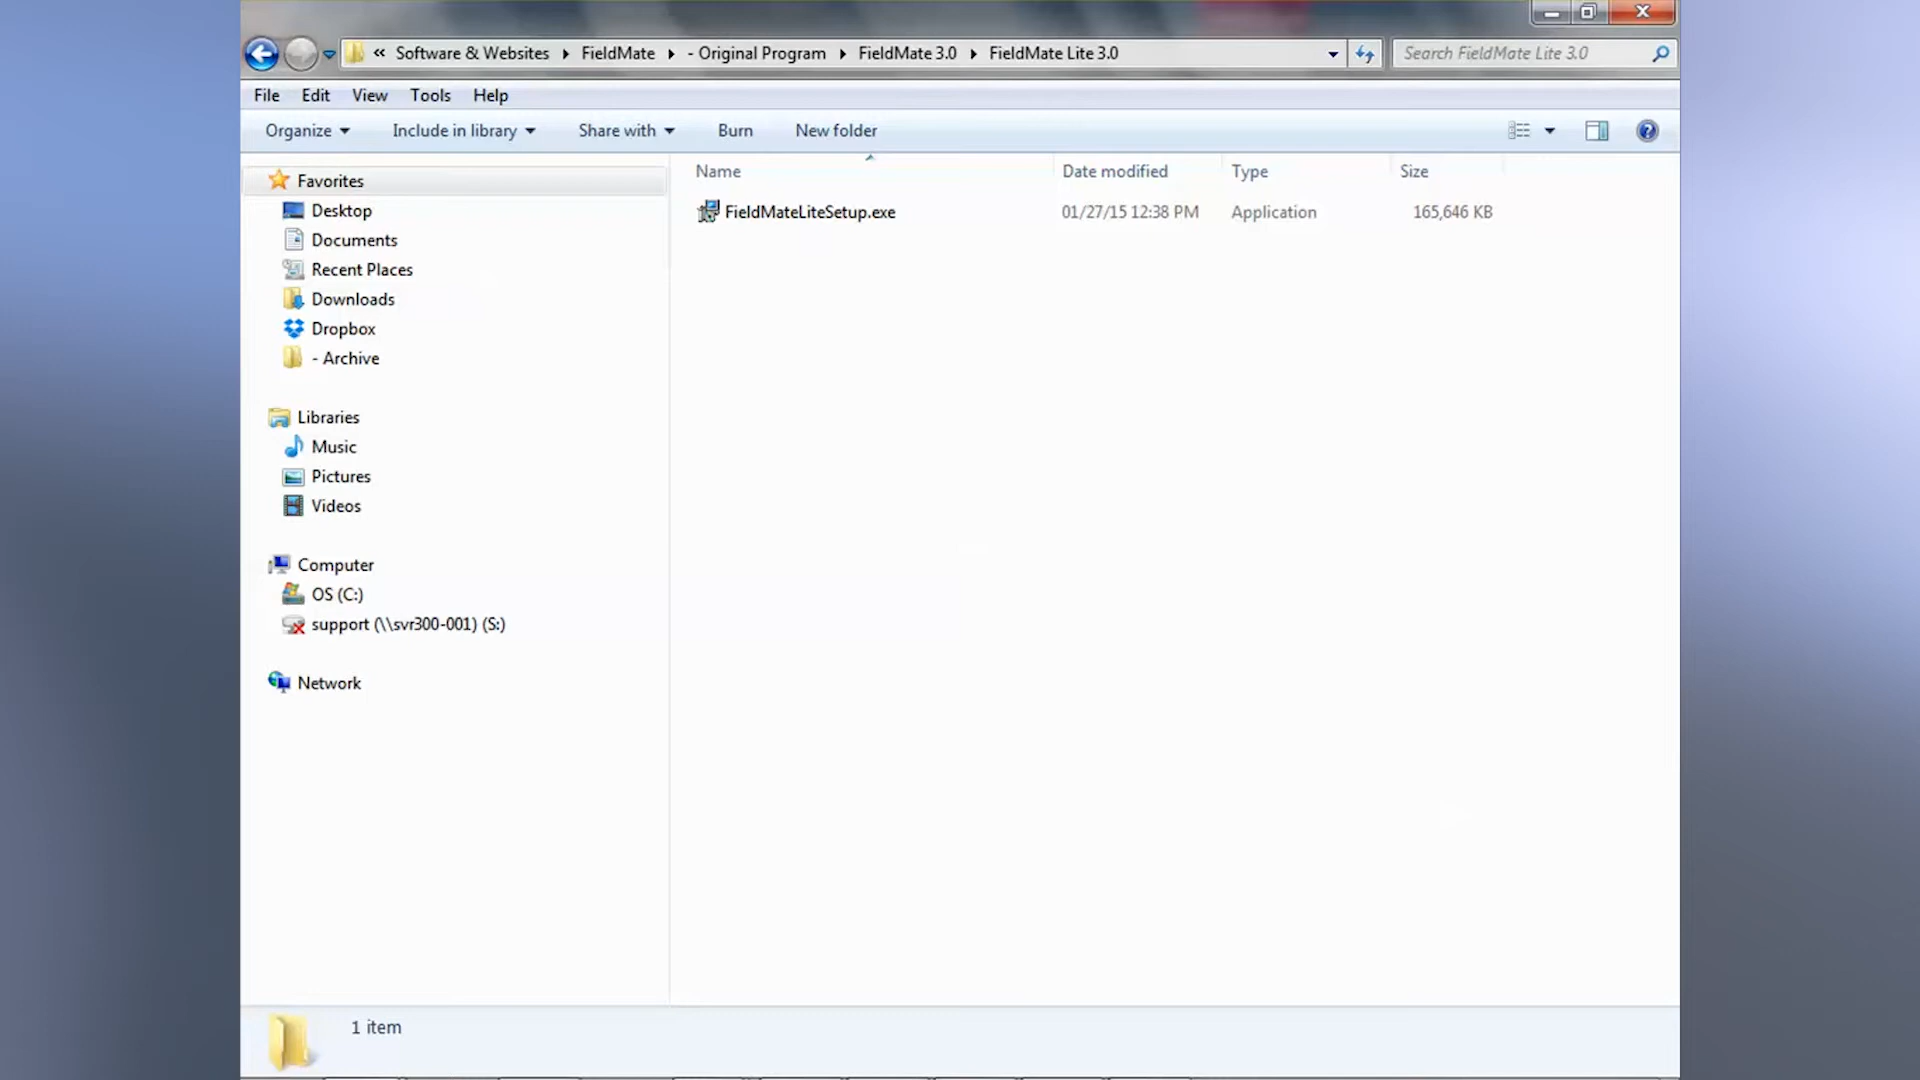 « Software & Websites FieldMate - Original Program FieldMate 3.0 FieldMate Lite 3.0 Search FieldMate Lite 3.0
File Edit View Tools Help
Organize Include in library Share with Burn New folder
Name Date modified Type Size
FieldMateLiteSetup.exe 01/27/15 12:38 PM Application 165,646 KB
Favorites
Desktop
Documents
Recent Places
Downloads
Dropbox
- Archive
Libraries
Music
Pictures
Videos
Computer
OS (C:)
support (\\svr300-001) (S:)
Network
1 item